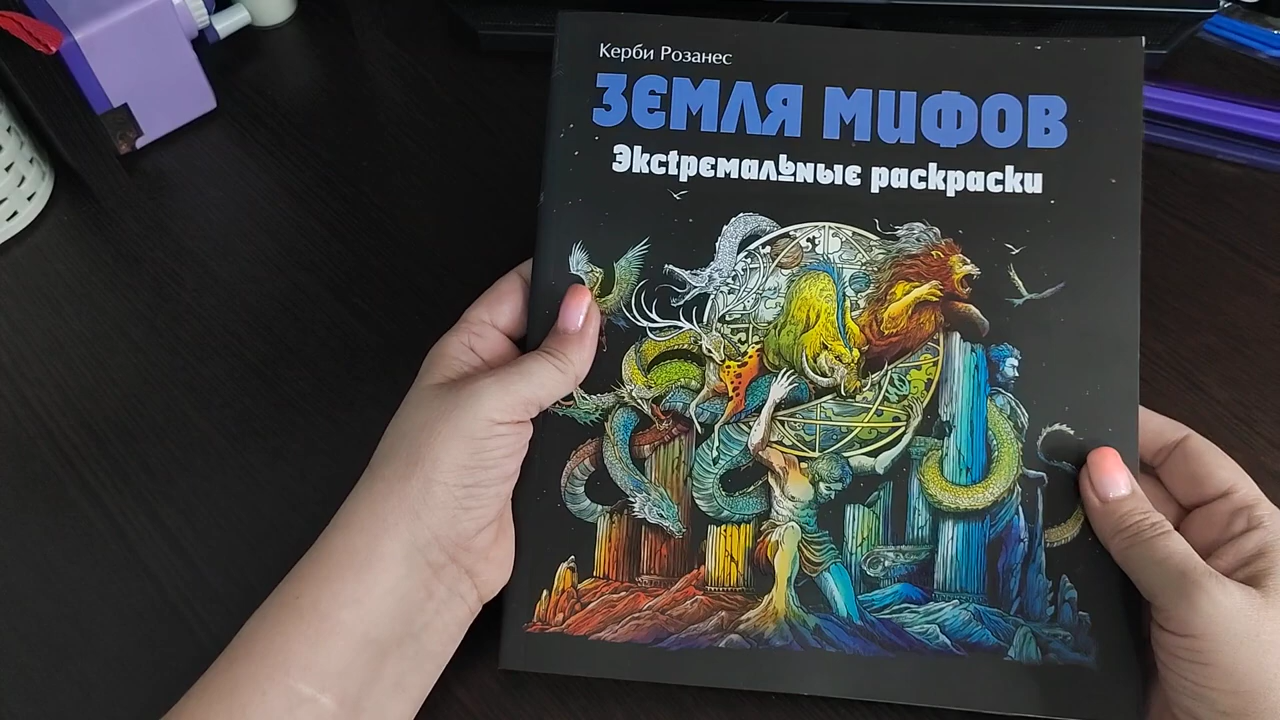 Керби Розанес
ЗЕМЛЯ МИФОВ
Экстремальные раскраски